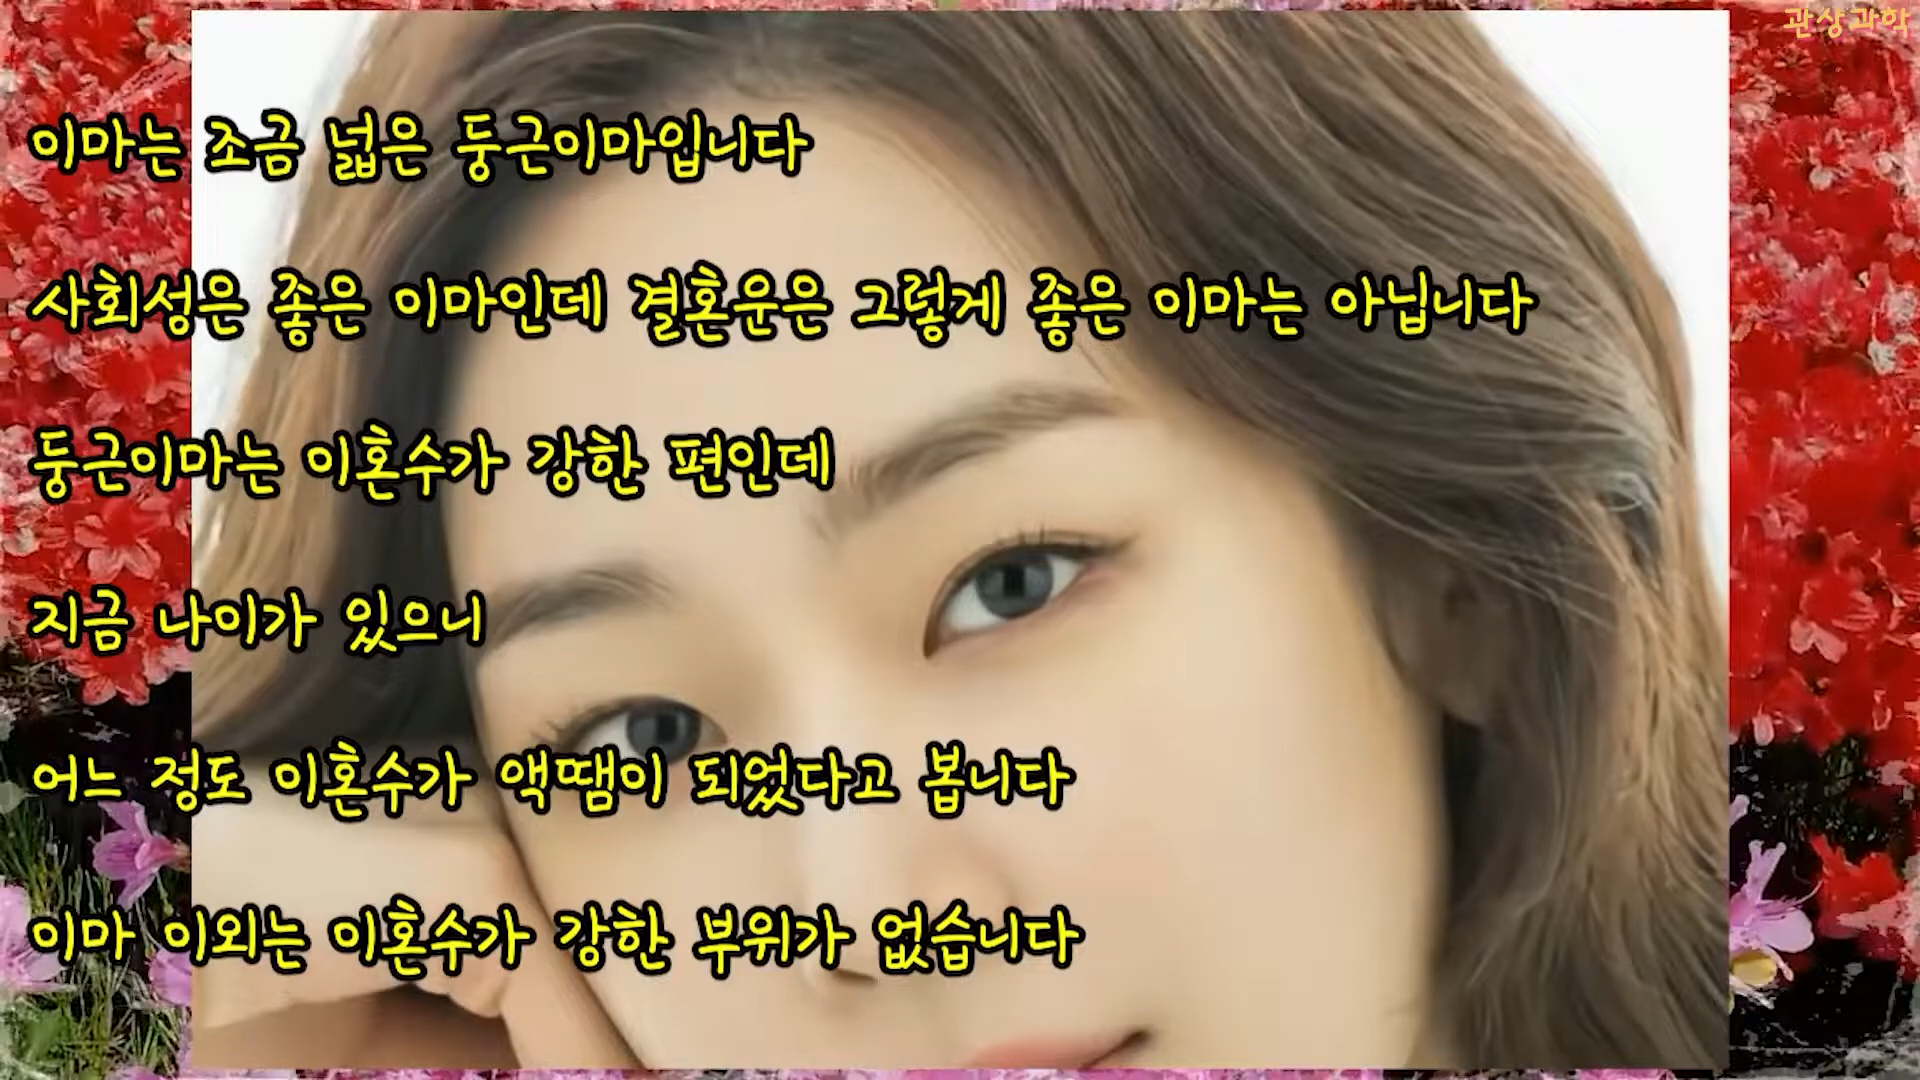 관상과학
이마는 조금 넓은 둥근이마입니다
사회성은 좋은 이마인데 결혼운은 그렇게 좋은 이마는 아닙니다
둥근이마는 이혼수가 강한 편인데
지금 나이가 있으니
어느 정도 이혼수가 액땜이 되었다고 봅니다
이마 이외는 이혼수가 강한 부위가 없습니다